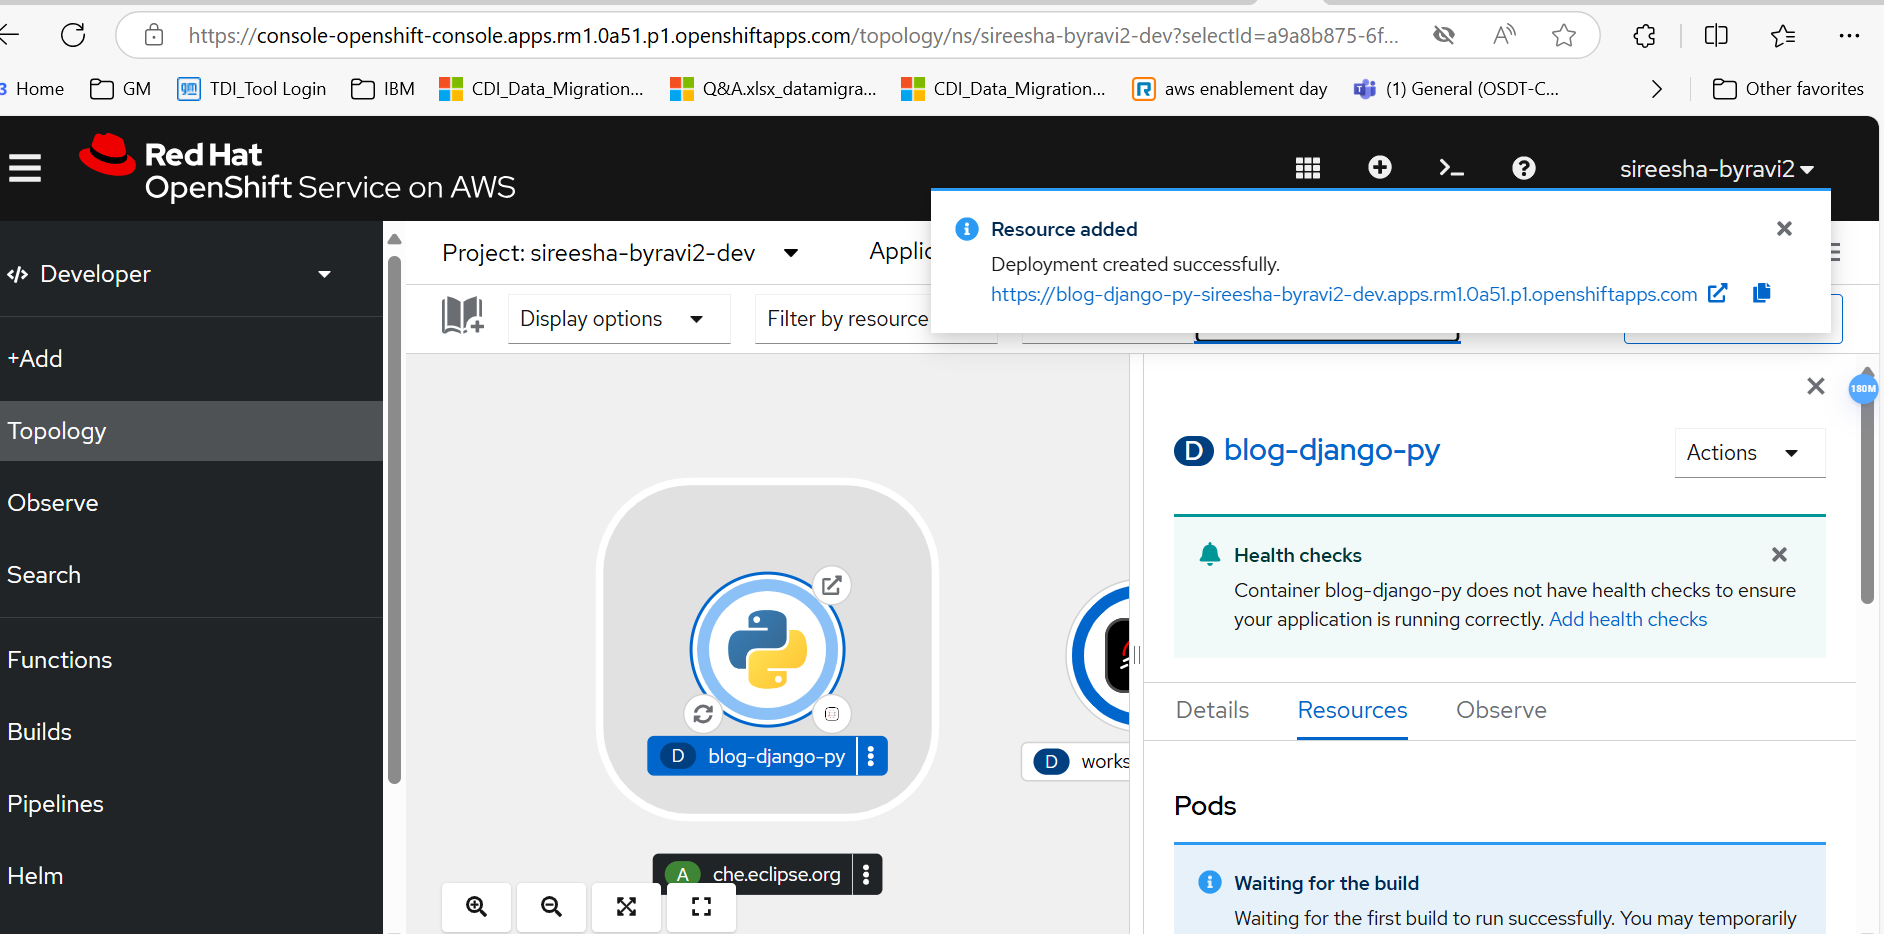 https://console-openshift-console.apps.rm1.0a51.p1.openshiftapps.com/topology/ns/sireesha-byravi2-dev?selectId=a9a8b875-6f...
Home GM TDI_Tool Login IBM CDI_Data_Migration... Q&A.xlsx_datamigra... CDI_Data_Migration... aws enablement day (1) General (OSDT-C... Other favorites
Red Hat
OpenShift Service on AWS
sireesha-byravi2
Resource added
Deployment created successfully.
https://blog-django-py-sireesha-byravi2-dev.apps.rm1.0a51.p1.openshiftapps.com
Developer
+Add
Topology
Observe
Search
Functions
Builds
Pipelines
Helm
Project: sireesha-byravi2-dev Applic
Display options Filter by resource
D blog-django-py
A che.eclipse.org
D works
180M
D blog-django-py
Actions
Health checks
Container blog-django-py does not have health checks to ensure
your application is running correctly. Add health checks
Details Resources Observe
Pods
Waiting for the build
Waiting for the first build to run successfully. You may temporarily